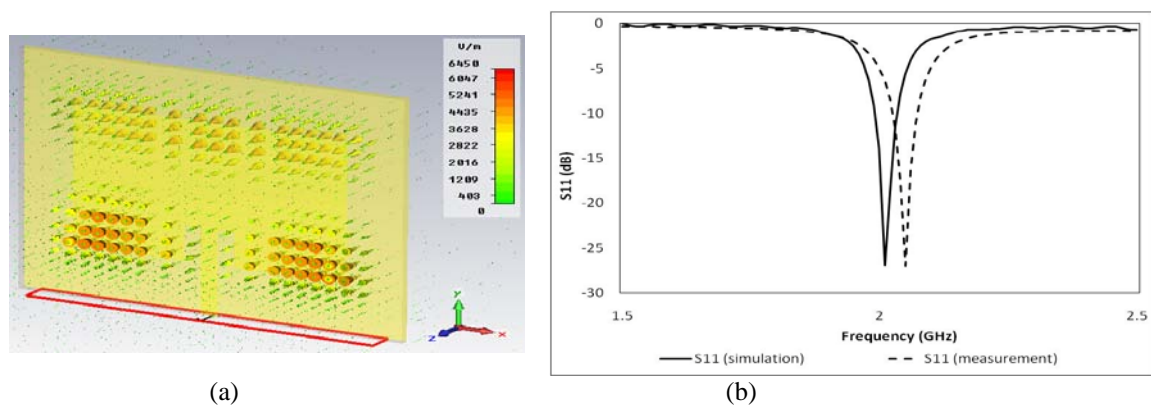 V/m
6450
6047
5241
4435
3628
2822
2016
1209
403
0
y
z
x
(a)
0
-5
-10
-15
-20
-25
-30
S11 (dB)
1.5
2
2.5
Frequency (GHz)
S11 (simulation)
S11 (measurement)
(b)